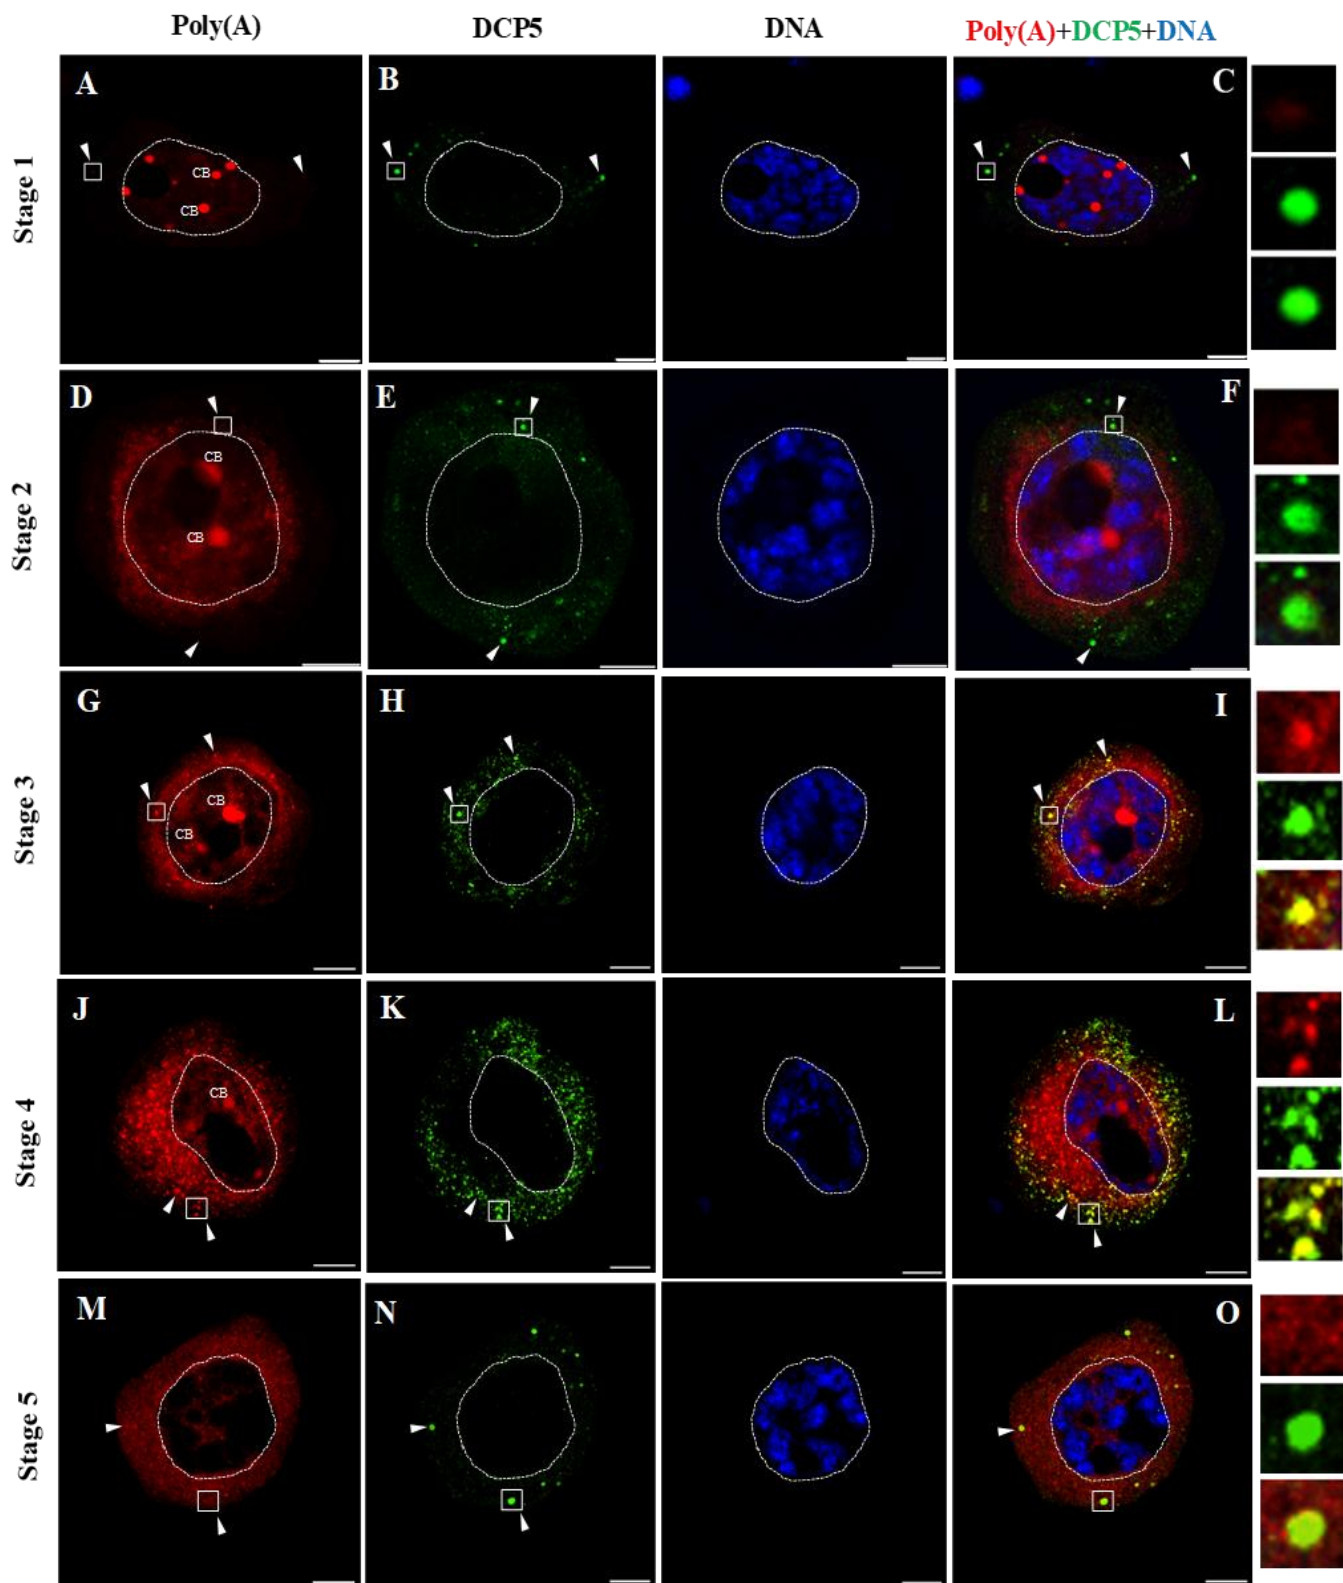 Poly(A) DCP5 DNA Poly(A)+DCP5+DNA
Stage 1
A B C
CB
CB
Stage 2
D E F
CB
CB
Stage 3
G H I
CB
CB
Stage 4
J K L
CB
Stage 5
M N O